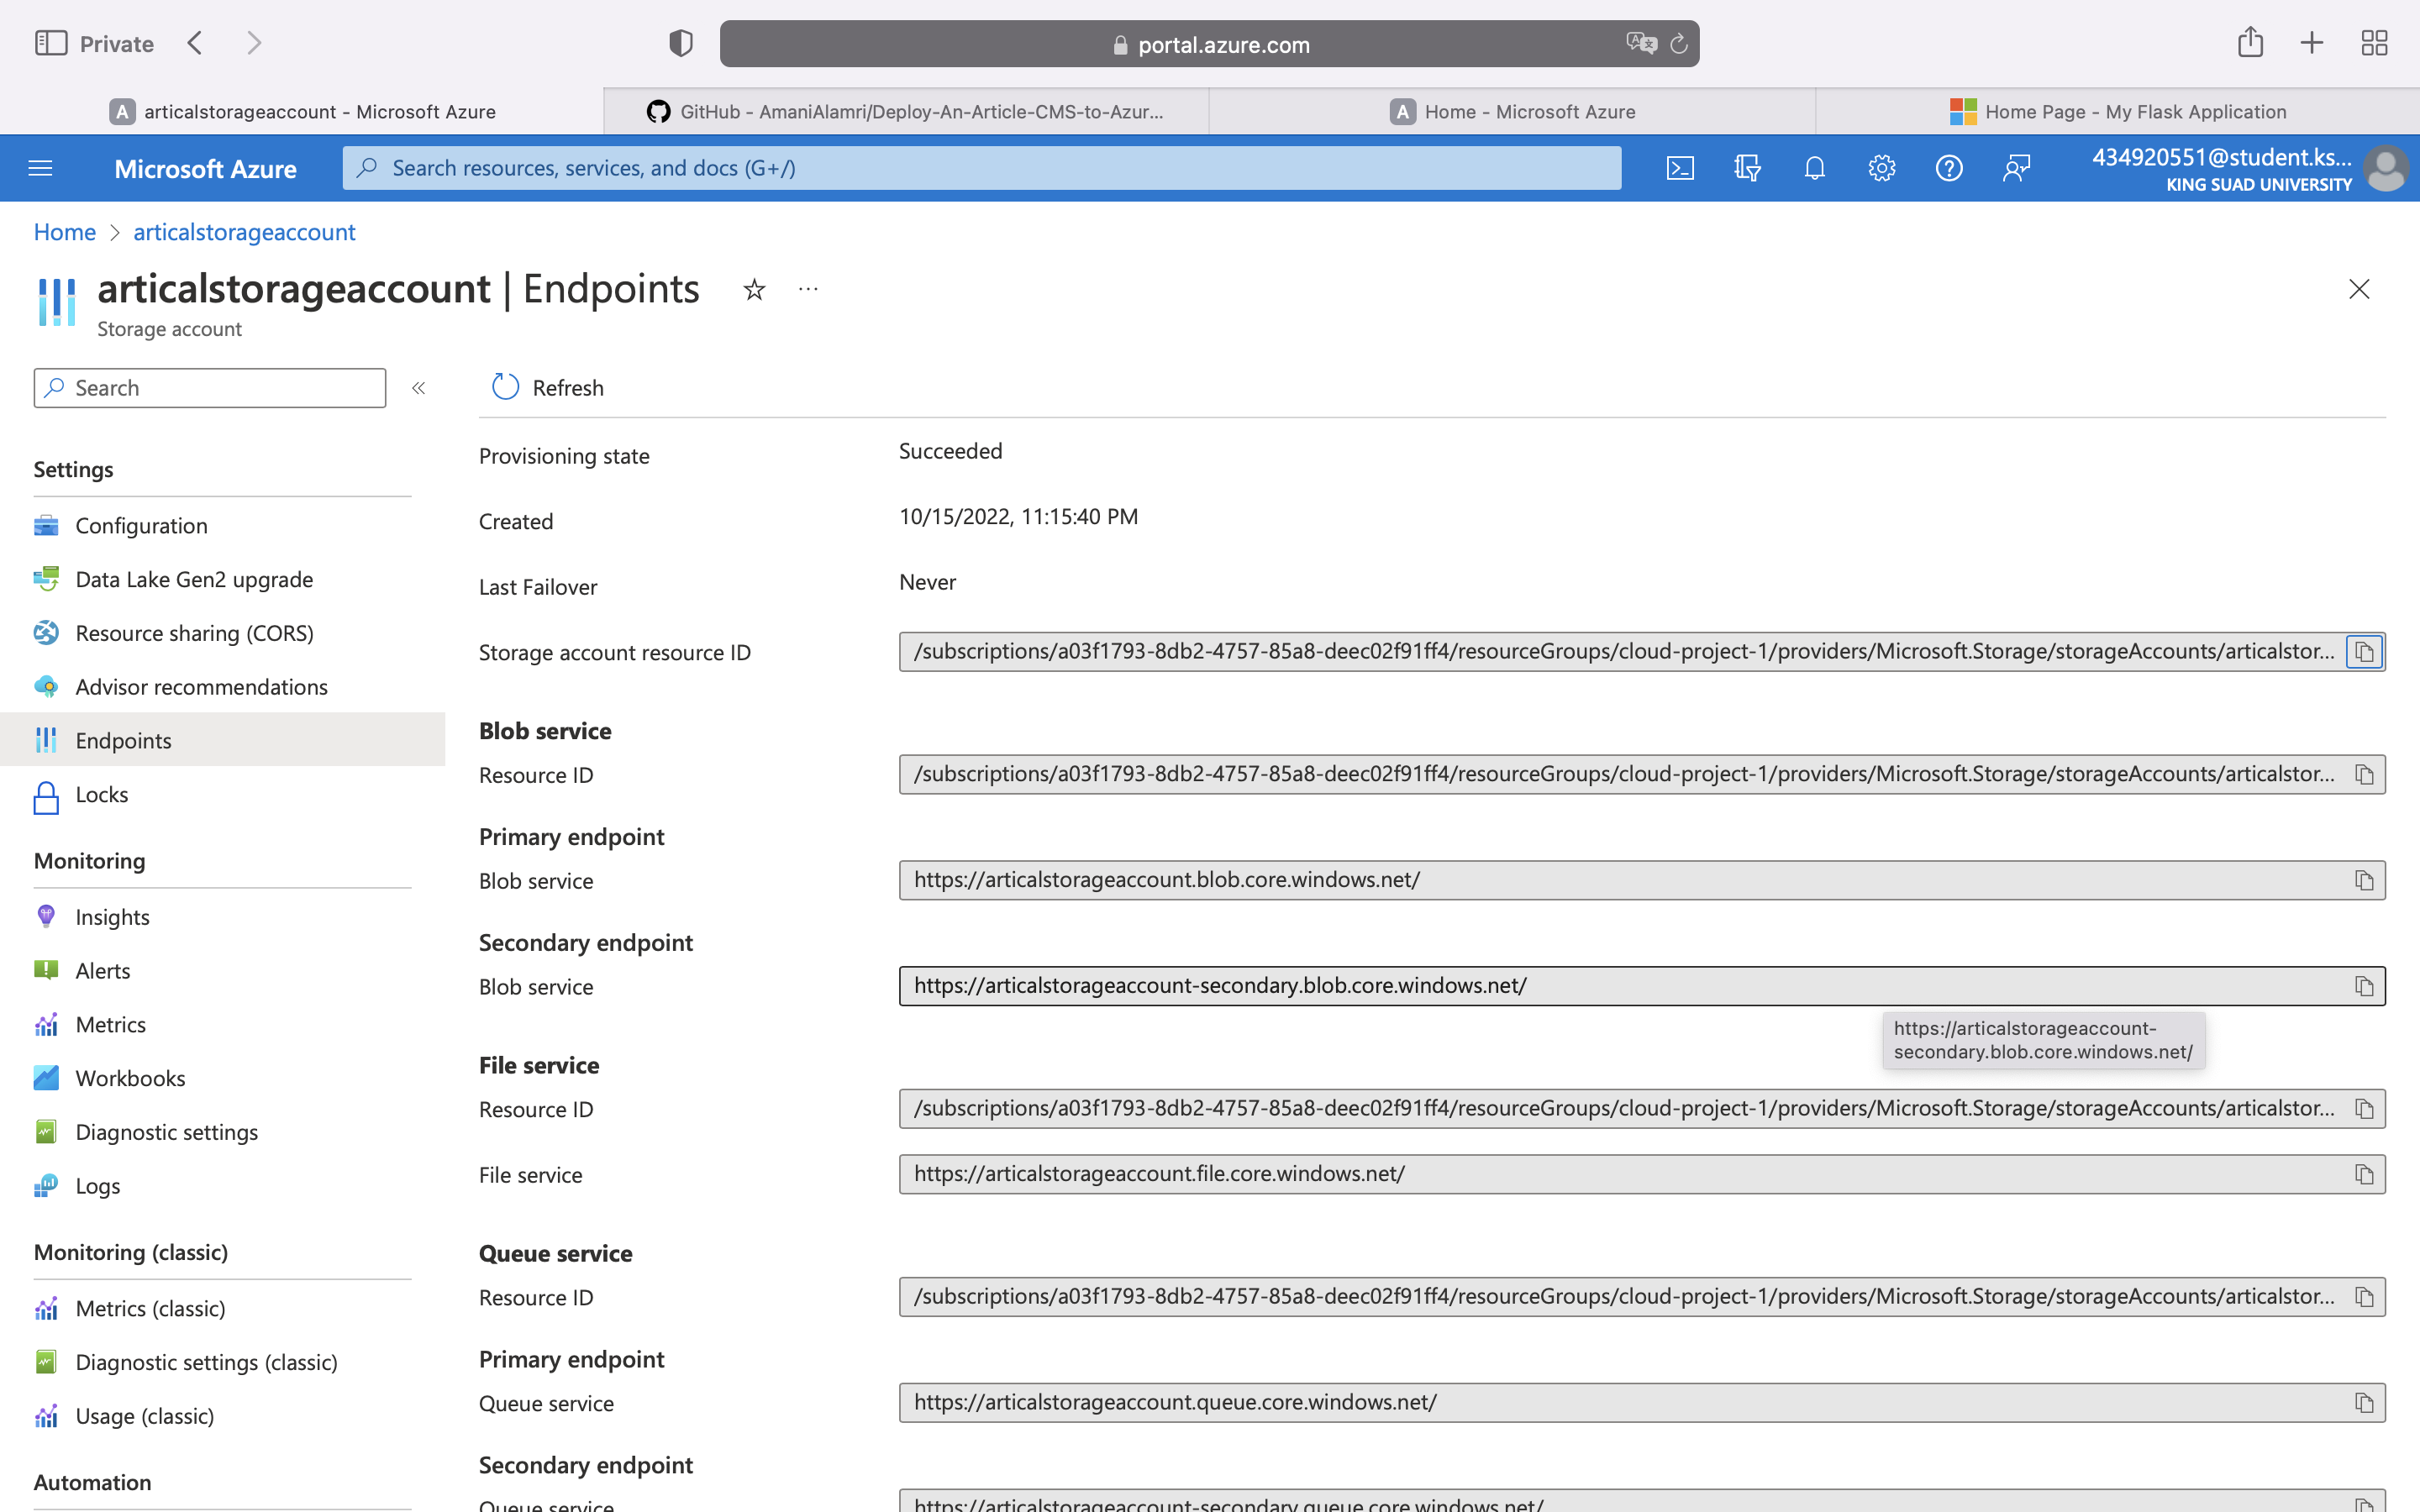 Private
portal.azure.com
articalstorageaccount - Microsoft Azure
GitHub - AmaniAlamri/Deploy-An-Article-CMS-to-Azur...
Home - Microsoft Azure
Home Page - My Flask Application
Microsoft Azure
Search resources, services, and docs (G+/)
434920551@student.ks...
KING SUAD UNIVERSITY
Home > articalstorageaccount
articalstorageaccount | Endpoints
Storage account
Search
Refresh
Settings
Configuration
Data Lake Gen2 upgrade
Resource sharing (CORS)
Advisor recommendations
Endpoints
Locks
Monitoring
Insights
Alerts
Metrics
Workbooks
Diagnostic settings
Logs
Monitoring (classic)
Metrics (classic)
Diagnostic settings (classic)
Usage (classic)
Automation
Provisioning state
Succeeded
Created
10/15/2022, 11:15:40 PM
Last Failover
Never
Storage account resource ID
/subscriptions/a03f1793-8db2-4757-85a8-deec02f91ff4/resourceGroups/cloud-project-1/providers/Microsoft.Storage/storageAccounts/articalstor...
Blob service
Resource ID
/subscriptions/a03f1793-8db2-4757-85a8-deec02f91ff4/resourceGroups/cloud-project-1/providers/Microsoft.Storage/storageAccounts/articalstor...
Primary endpoint
Blob service
https://articalstorageaccount.blob.core.windows.net/
Secondary endpoint
Blob service
https://articalstorageaccount-secondary.blob.core.windows.net/
https://articalstorageaccount-
secondary.blob.core.windows.net/
File service
Resource ID
/subscriptions/a03f1793-8db2-4757-85a8-deec02f91ff4/resourceGroups/cloud-project-1/providers/Microsoft.Storage/storageAccounts/articalstor...
File service
https://articalstorageaccount.file.core.windows.net/
Queue service
Resource ID
/subscriptions/a03f1793-8db2-4757-85a8-deec02f91ff4/resourceGroups/cloud-project-1/providers/Microsoft.Storage/storageAccounts/articalstor...
Primary endpoint
Queue service
https://articalstorageaccount.queue.core.windows.net/
Secondary endpoint
Queue service
https://articalstorageaccount-secondary.queue.core.windows.net/